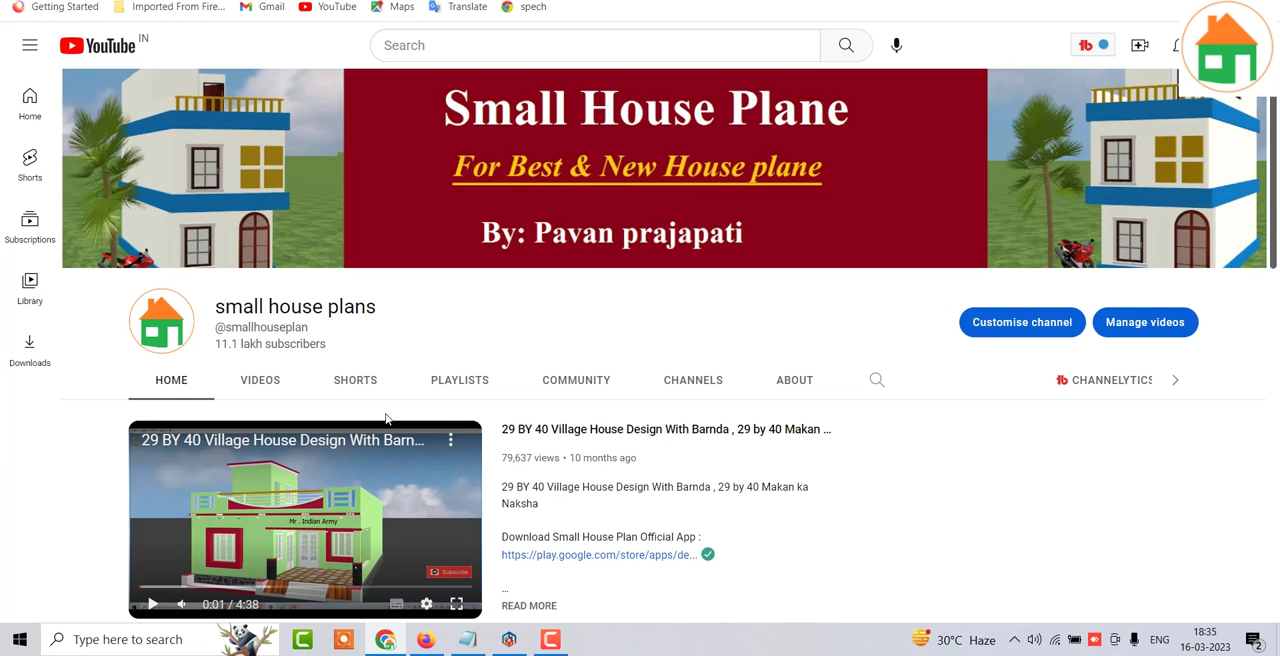 Getting Started
Imported From Fire...
Gmail
YouTube
Maps
Translate
spech
YouTube IN
Search
Home
Shorts
Subscriptions
Library
Downloads
Small House Plane
For Best & New House plane
By: Pavan prajapati
small house plans
@smallhouseplan
11.1 lakh subscribers
Customise channel
Manage videos
HOME
VIDEOS
SHORTS
PLAYLISTS
COMMUNITY
CHANNELS
ABOUT
CHANNELYTICS
29 BY 40 Village House Design With Barn...
Mr . Indian Army
Subscribe
0:01 / 4:38
29 BY 40 Village House Design With Barnda , 29 by 40 Makan ...
79,637 views • 10 months ago
29 BY 40 Village House Design With Barnda , 29 by 40 Makan ka
Naksha
Download Small House Plan Official App :
https://play.google.com/store/apps/de...
...
READ MORE
Type here to search
30°C Haze
ENG
18:35
16-03-2023
2